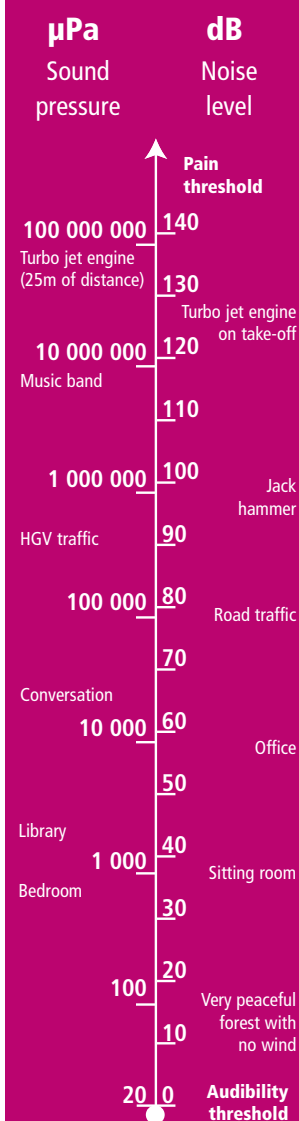 µPa
dB
Sound
pressure
Noise
level
Pain
threshold
100 000 000
140
Turbo jet engine
(25m of distance)
130
Turbo jet engine
on take-off
10 000 000
120
Music band
110
1 000 000
100
Jack
hammer
HGV traffic
90
100 000
80
Road traffic
70
Conversation
10 000
60
Office
50
Library
40
1 000
Sitting room
Bedroom
30
100
20
Very peaceful
forest with
no wind
10
20
0
Audibility
threshold